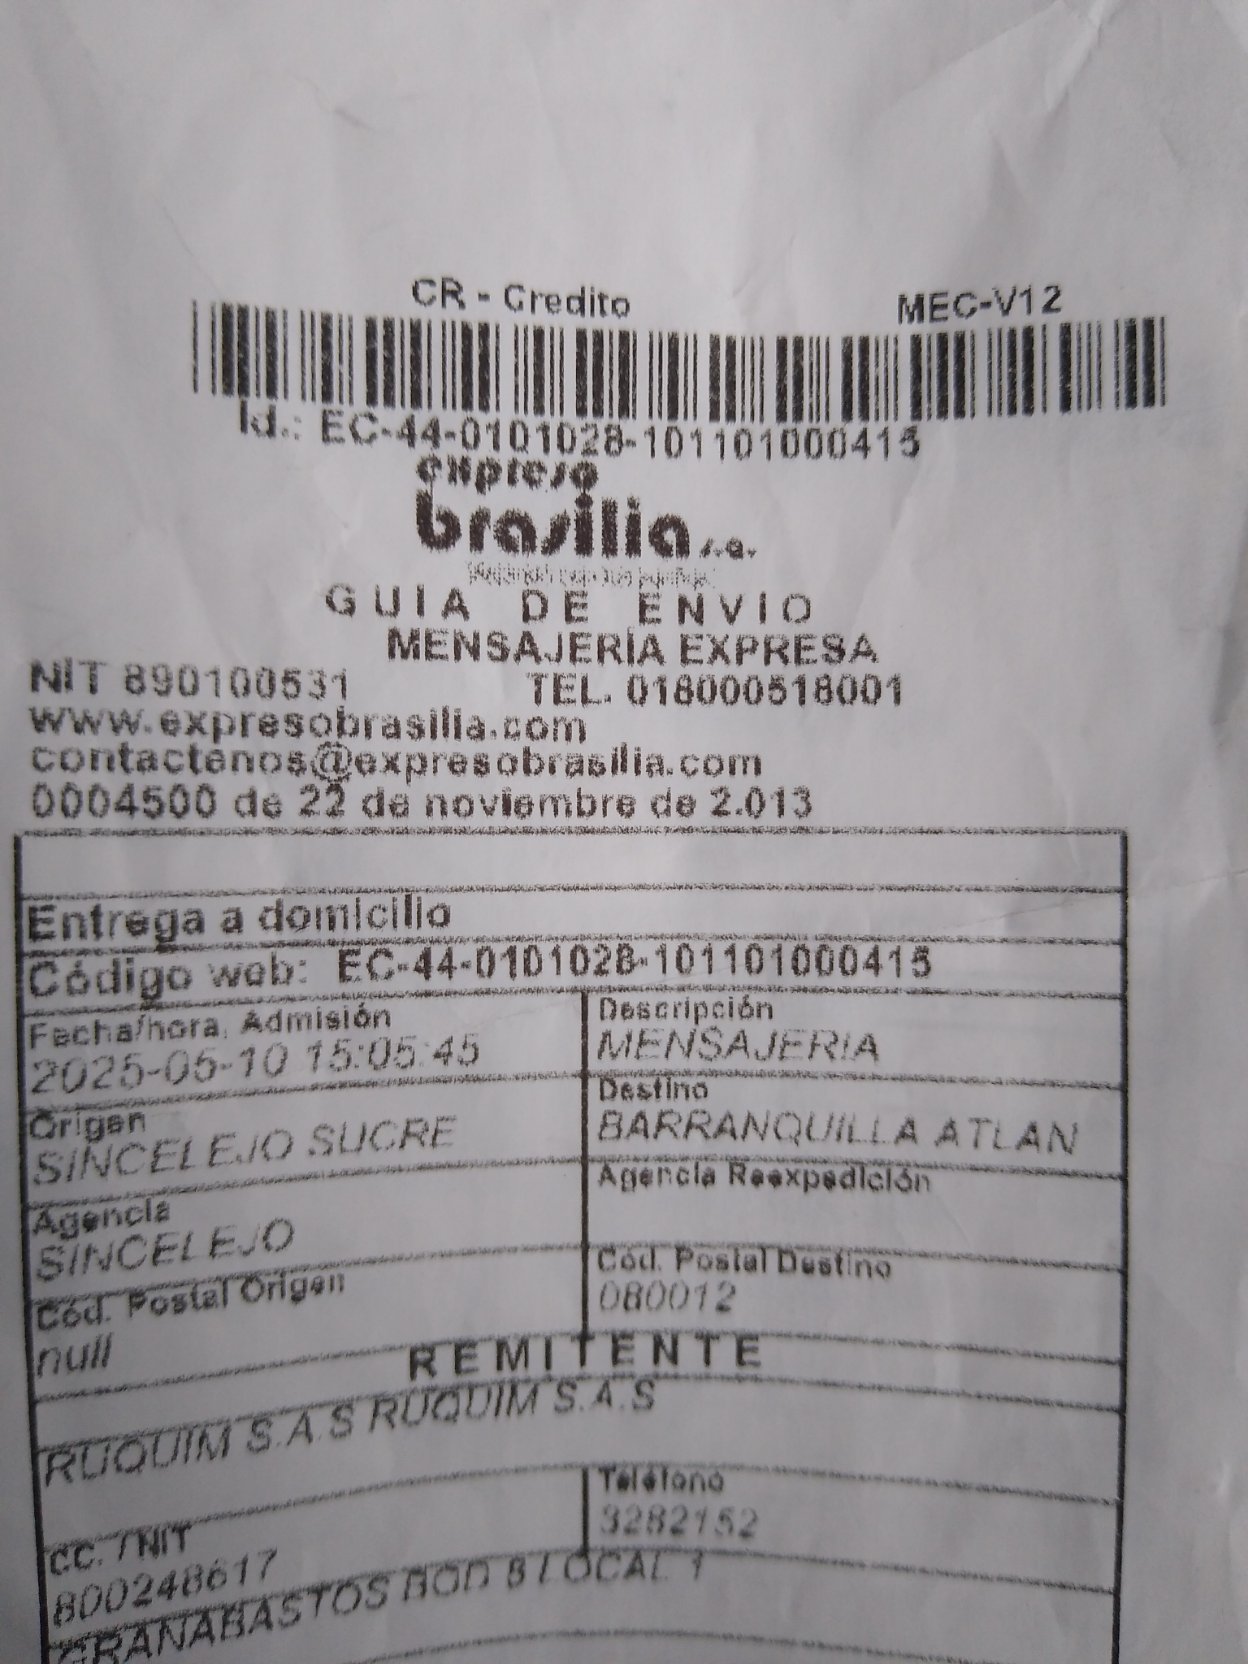 CR - Credito MEC-V12
Id.: EC-44-0101028-101101000415
expreso
brasilia s.a.
GUIA DE ENVIO
MENSAJERÍA EXPRESA
NIT 890100531 TEL. 018000518001
www.expresobrasilia.com
contactenos@expresobrasilia.com
0004500 de 22 de noviembre de 2.013
Entrega a domicilio
Código web: EC-44-0101028-101101000415
Fecha/hora. Admisión
2025-05-10 15:05:45
Descripción
MENSAJERIA
Origen
SINCELEJO SUCRE
Destino
BARRANQUILLA ATLAN
Agencia
SINCELEJO
Agencia Reexpedición
Cód. Postal Origen
null
Cód. Postal Destino
080012
REMITENTE
RUQUIM S.A.S RUQUIM S.A.S
CC. / NIT
800248617
Teléfono
3282152
GRANABASTOS BOD 8 LOCAL 1